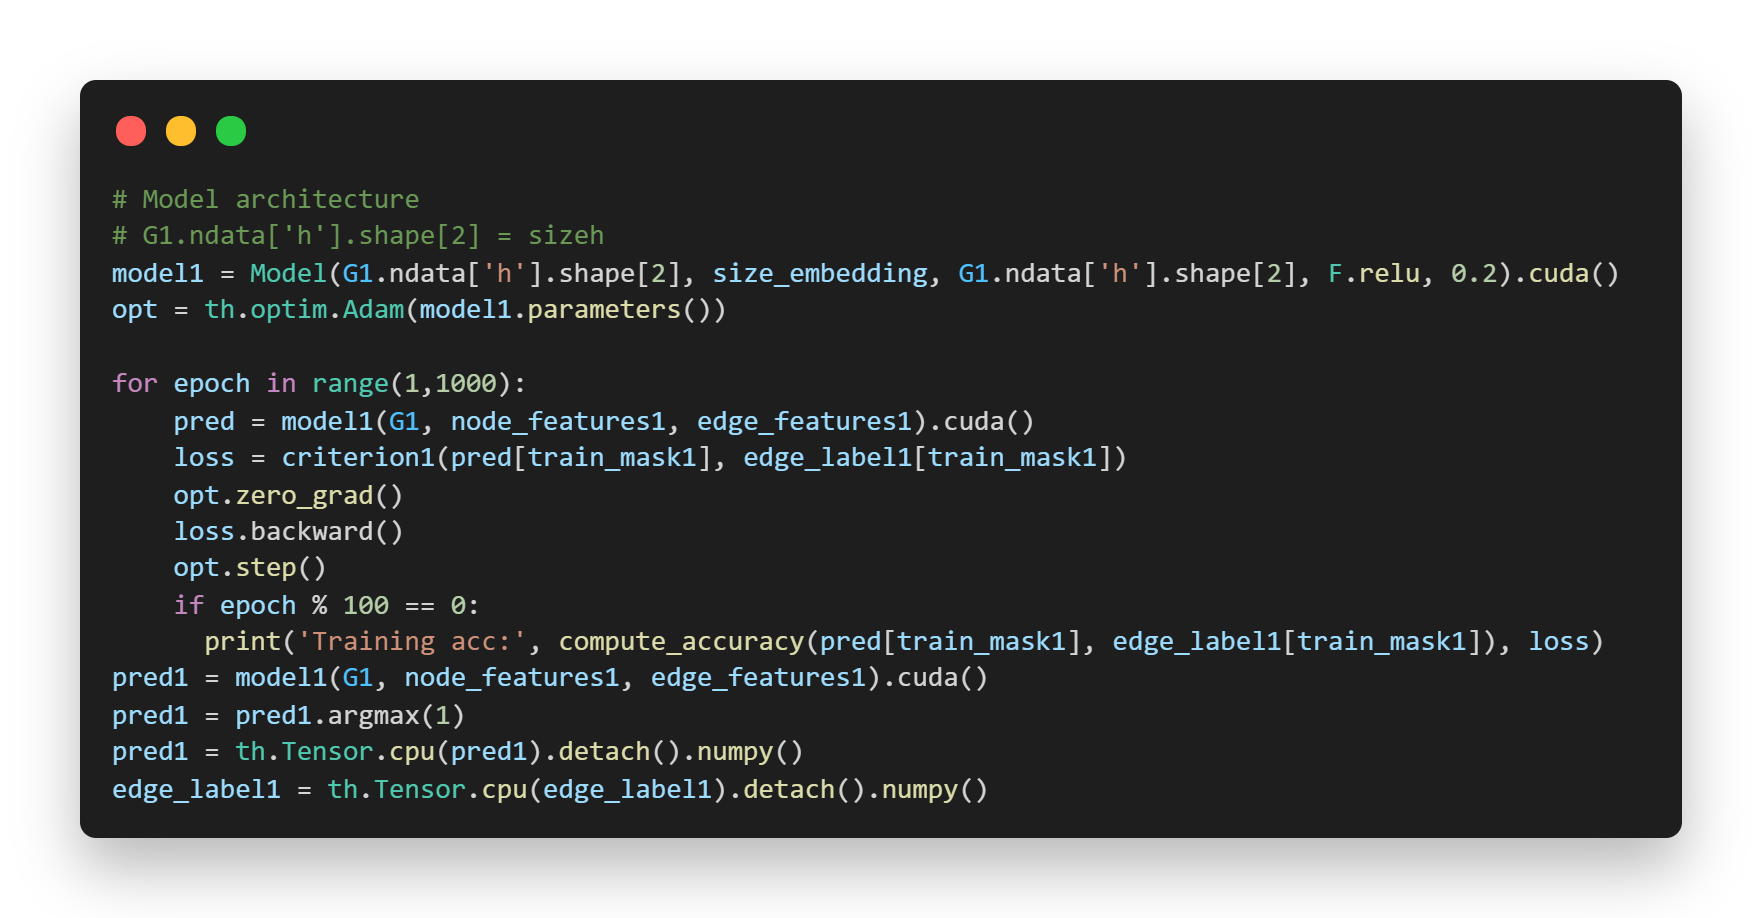 # Model architecture
# G1.ndata['h'].shape[2] = sizeh
model1 = Model(G1.ndata['h'].shape[2], size_embedding, G1.ndata['h'].shape[2], F.relu, 0.2).cuda()
opt = th.optim.Adam(model1.parameters())

for epoch in range(1,1000):
    pred = model1(G1, node_features1, edge_features1).cuda()
    loss = criterion1(pred[train_mask1], edge_label1[train_mask1])
    opt.zero_grad()
    loss.backward()
    opt.step()
    if epoch % 100 == 0:
      print('Training acc:', compute_accuracy(pred[train_mask1], edge_label1[train_mask1]), loss)
pred1 = model1(G1, node_features1, edge_features1).cuda()
pred1 = pred1.argmax(1)
pred1 = th.Tensor.cpu(pred1).detach().numpy()
edge_label1 = th.Tensor.cpu(edge_label1).detach().numpy()